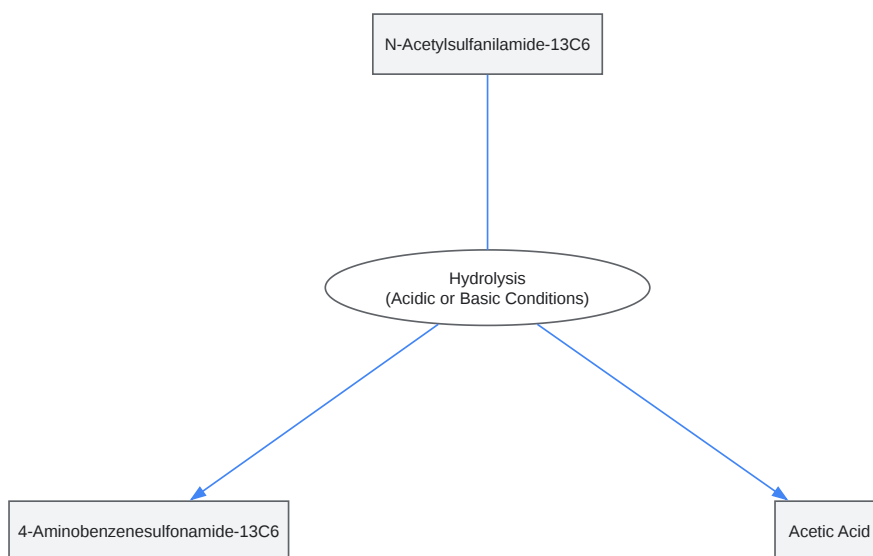 N-Acetylsulfanilamide-13C6
Hydrolysis
(Acidic or Basic Conditions)
4-Aminobenzenesulfonamide-13C6
Acetic Acid